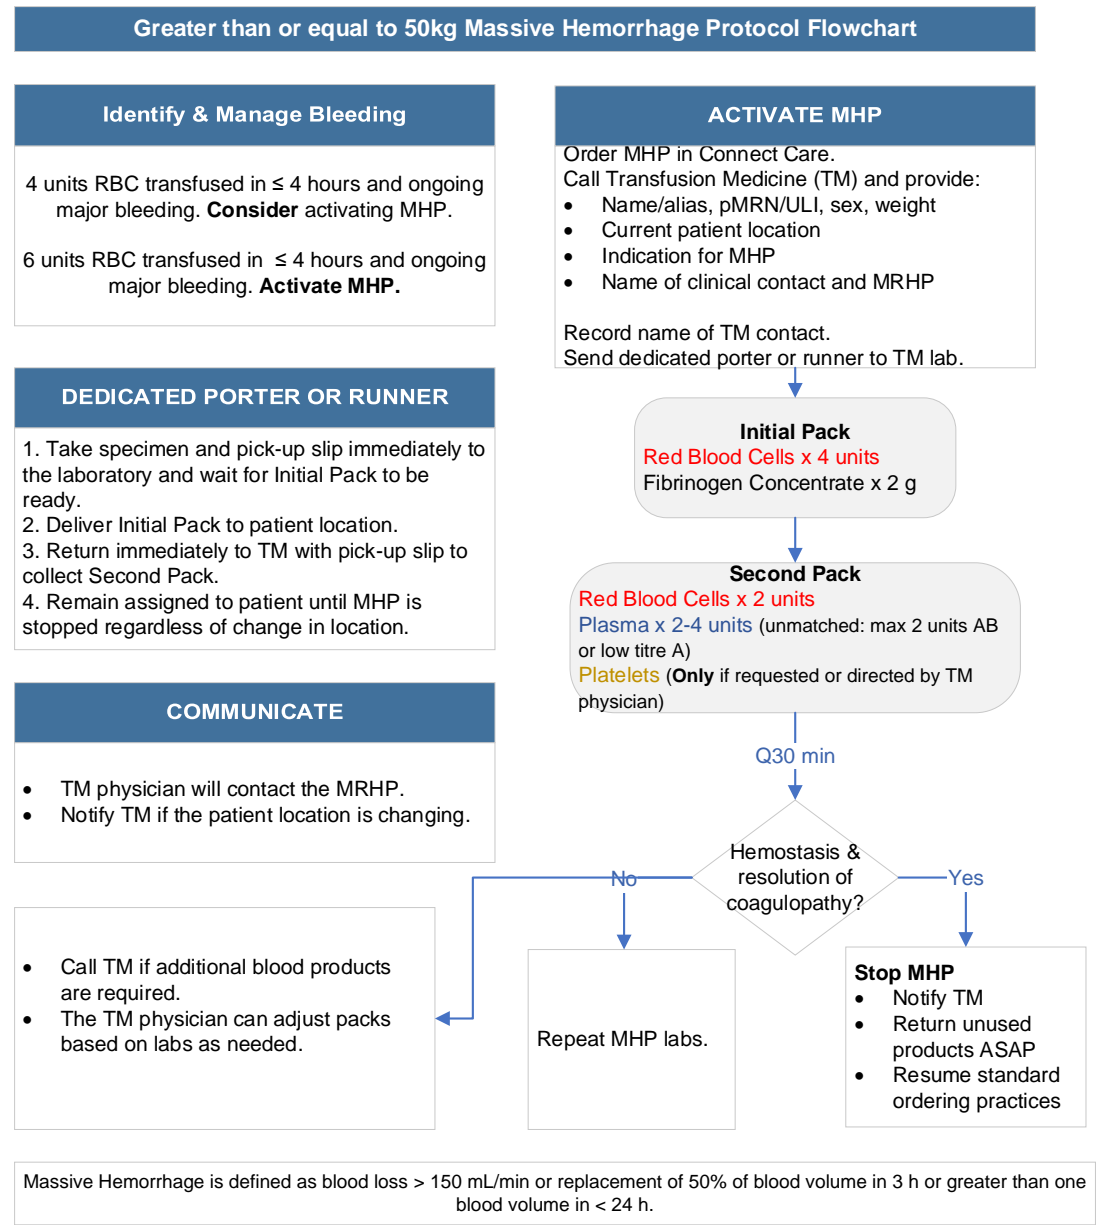 Greater than or equal to 50kg Massive Hemorrhage Protocol Flowchart
Identify & Manage Bleeding
4 units RBC transfused in ≤ 4 hours and ongoing
major bleeding. Consider activating MHP.
6 units RBC transfused in ≤ 4 hours and ongoing
major bleeding. Activate MHP.
DEDICATED PORTER OR RUNNER
1. Take specimen and pick-up slip immediately to
the laboratory and wait for Initial Pack to be
ready.
2. Deliver Initial Pack to patient location.
3. Return immediately to TM with pick-up slip to
collect Second Pack.
4. Remain assigned to patient until MHP is
stopped regardless of change in location.
COMMUNICATE
• TM physician will contact the MRHP.
• Notify TM if the patient location is changing.
ACTIVATE MHP
Order MHP in Connect Care.
Call Transfusion Medicine (TM) and provide:
• Name/alias, pMRN/ULI, sex, weight
• Current patient location
• Indication for MHP
• Name of clinical contact and MRHP
Record name of TM contact.
Send dedicated porter or runner to TM lab.
Initial Pack
Red Blood Cells x 4 units
Fibrinogen Concentrate x 2 g
Second Pack
Red Blood Cells x 2 units
Plasma x 2-4 units (unmatched: max 2 units AB
or low titre A)
Platelets (Only if requested or directed by TM
physician)
Q30 min
Hemostasis &
resolution of
coagulopathy?
No
Yes
• Call TM if additional blood products
are required.
• The TM physician can adjust packs
based on labs as needed.
Repeat MHP labs.
Stop MHP
• Notify TM
• Return unused
products ASAP
• Resume standard
ordering practices
Massive Hemorrhage is defined as blood loss > 150 mL/min or replacement of 50% of blood volume in 3 h or greater than one
blood volume in < 24 h.